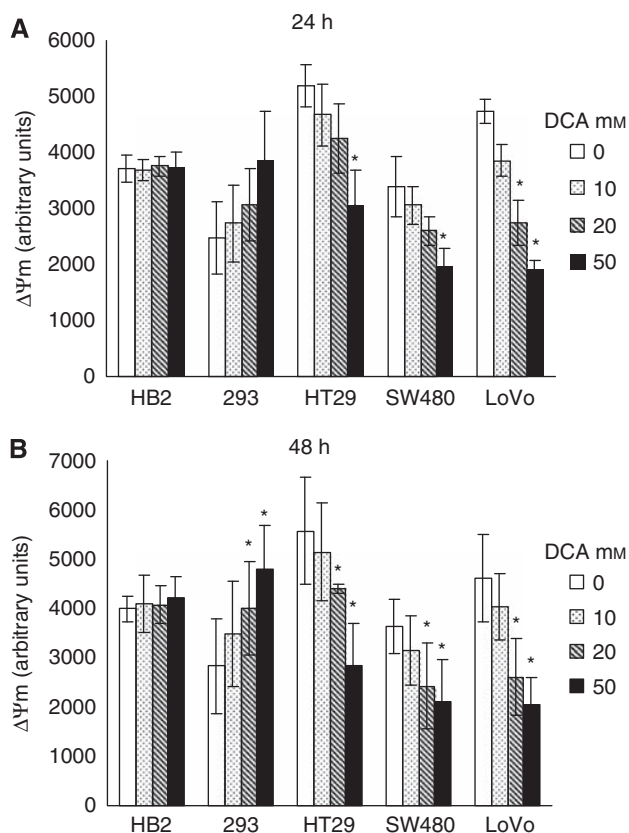 A
24 h
6000
5000
4000
3000
2000
1000
0
ΔΨm (arbitrary units)
*
*
*
*
HB2
293
HT29
SW480
LoVo
DCA mM
0
10
20
50
B
48 h
7000
6000
5000
4000
3000
2000
1000
0
ΔΨm (arbitrary units)
*
*
*
*
*
*
*
*
HB2
293
HT29
SW480
LoVo
DCA mM
0
10
20
50